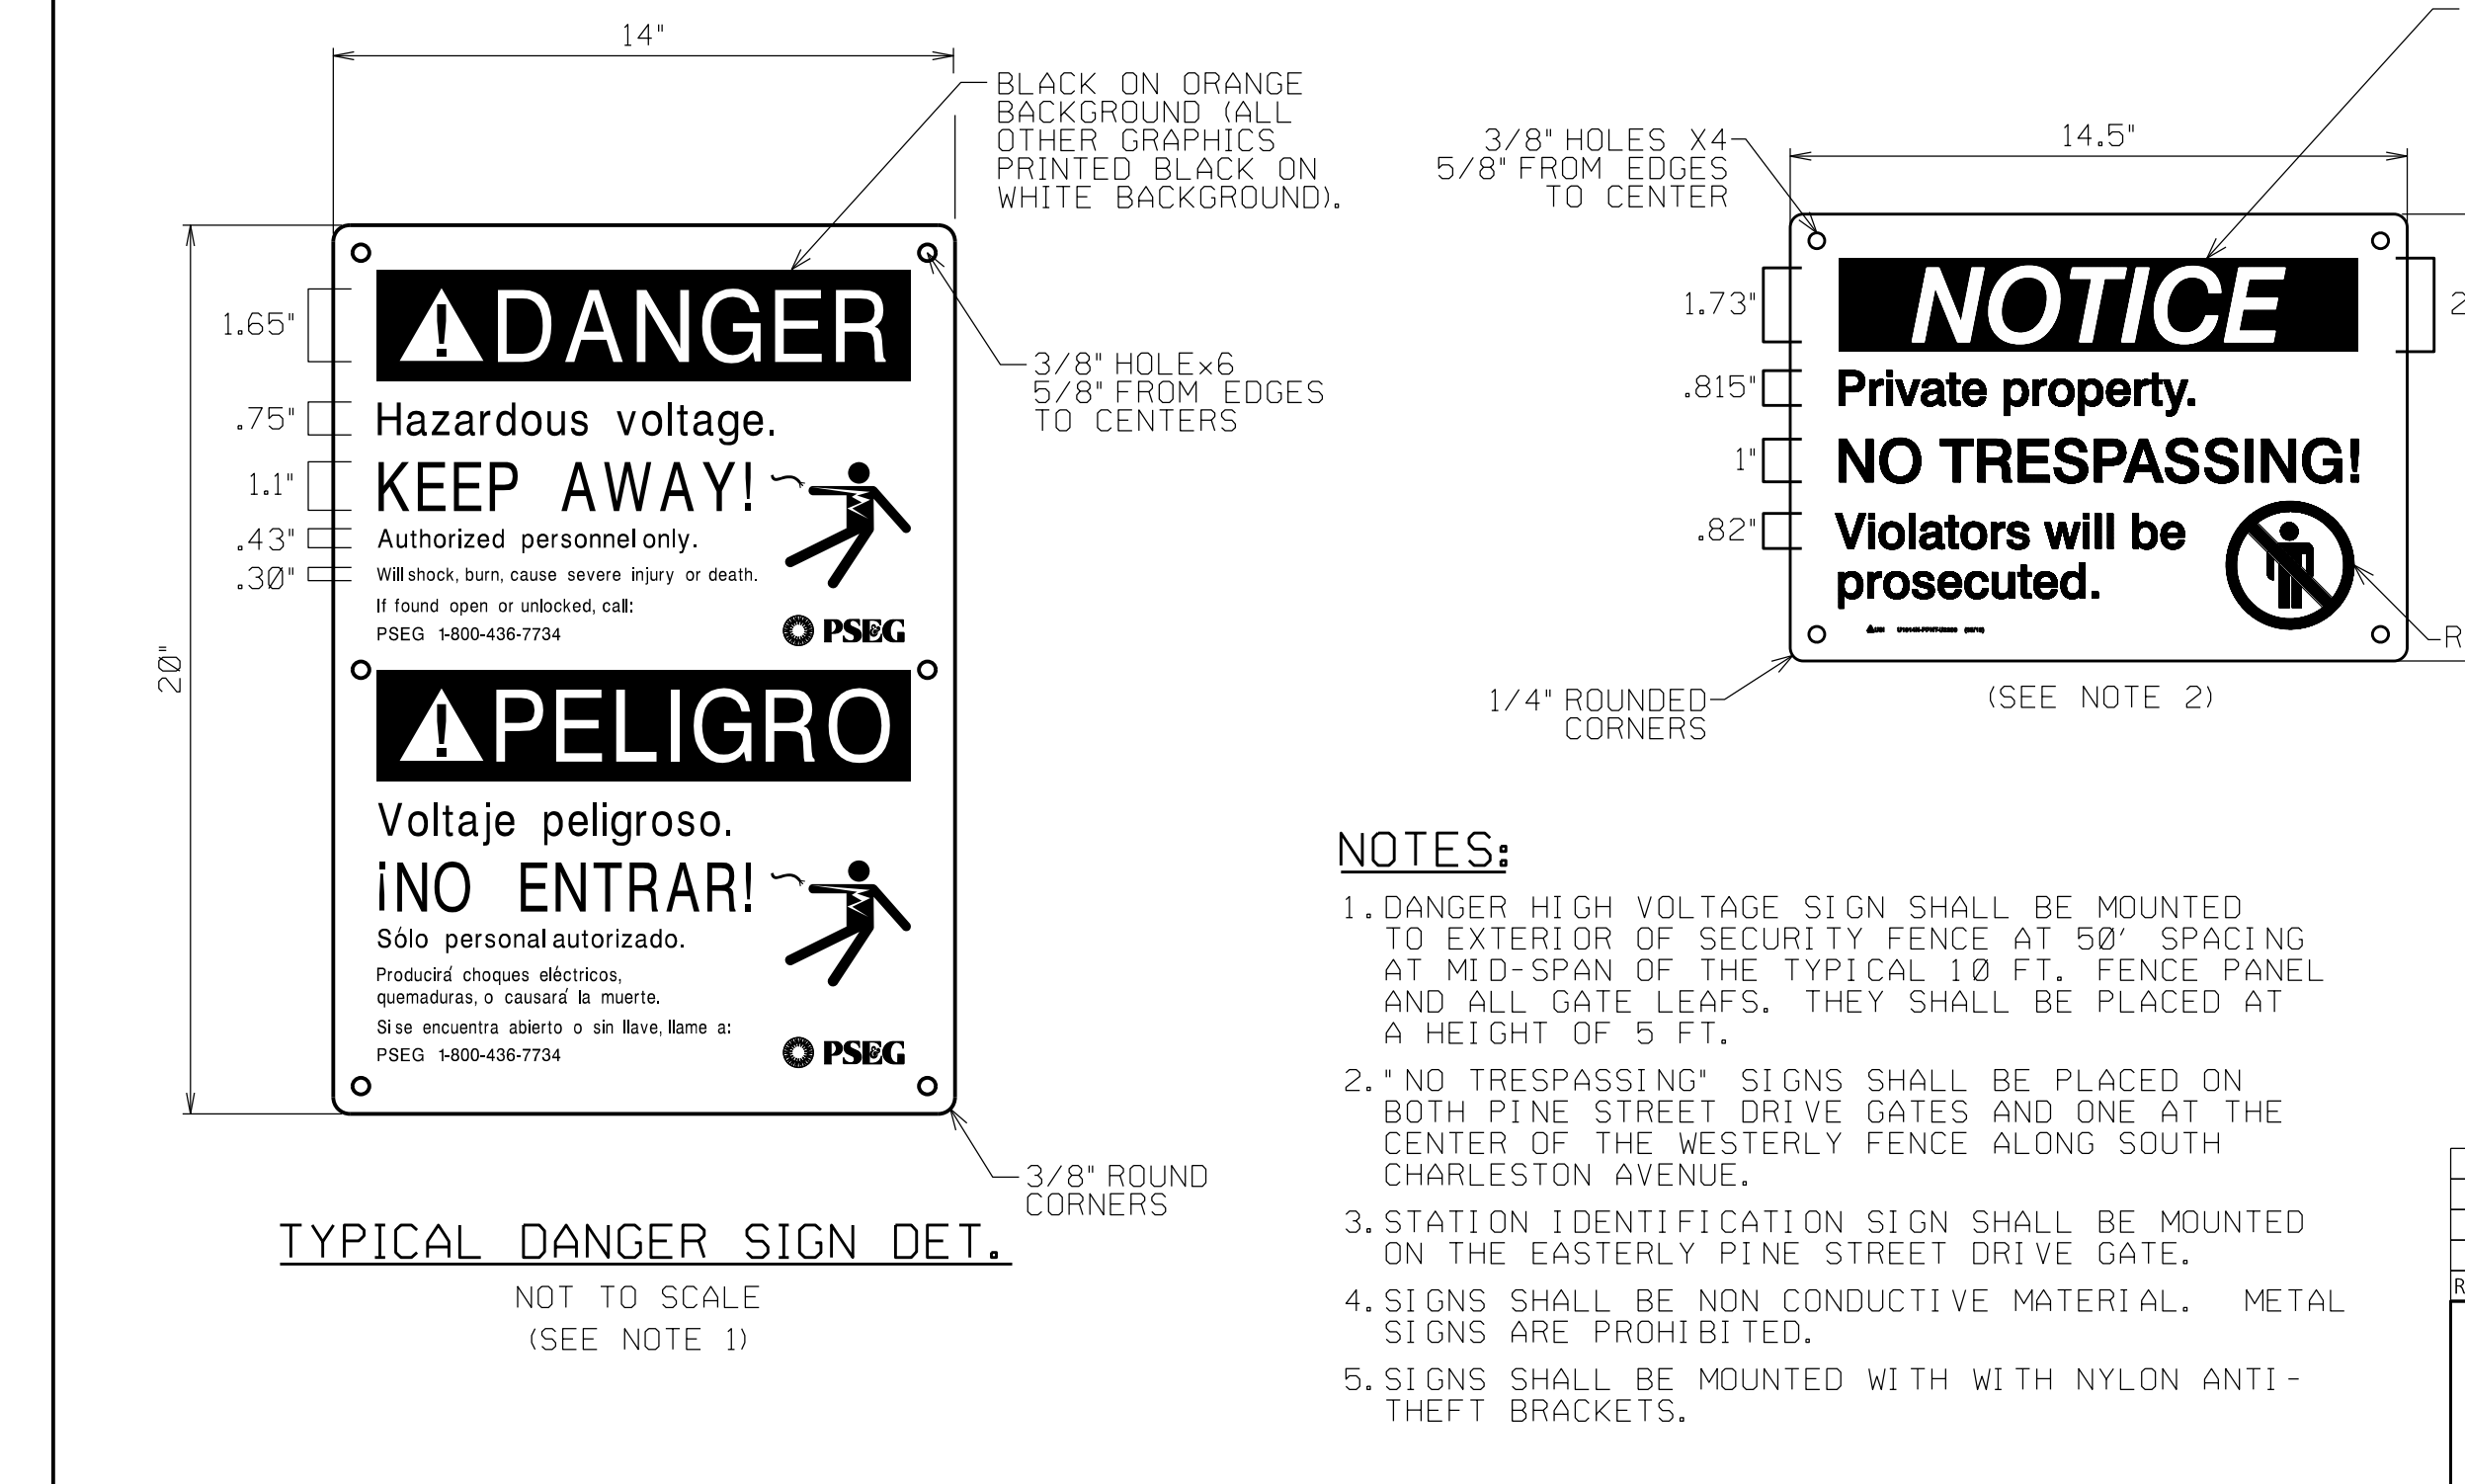 14"
BLACK ON ORANGE
BACKGROUND (ALL
OTHER GRAPHICS
PRINTED BLACK ON
WHITE BACKGROUND).
20"
1.65"
.75"
1.1"
.43"
.30"
DANGER
Hazardous voltage.
KEEP AWAY!
Authorized personnel only.
Will shock, burn, cause severe injury or death.
If found open or unlocked, call:
PSEG 1-800-436-7734
PSEG
PELIGRO
Voltaje peligroso.
¡NO ENTRAR!
Sólo personal autorizado.
Producirá choques eléctricos,
quemaduras, o causará la muerte.
Si se encuentra abierto o sin llave, llame a:
PSEG 1-800-436-7734
PSEG
3/8" HOLEx6
5/8" FROM EDGES
TO CENTERS
3/8" ROUND
CORNERS
TYPICAL DANGER SIGN DET.
NOT TO SCALE
(SEE NOTE 1)
3/8" HOLES X4
5/8" FROM EDGES
TO CENTER
14.5"
1.73"
.815"
1"
.82"
2
NOTICE
Private property.
NO TRESPASSING!
Violators will be
prosecuted.
R
1/4" ROUNDED
CORNERS
(SEE NOTE 2)
NOTES:
1. DANGER HIGH VOLTAGE SIGN SHALL BE MOUNTED
TO EXTERIOR OF SECURITY FENCE AT 50' SPACING
AT MID-SPAN OF THE TYPICAL 10 FT. FENCE PANEL
AND ALL GATE LEAFS. THEY SHALL BE PLACED AT
A HEIGHT OF 5 FT.
2. "NO TRESPASSING" SIGNS SHALL BE PLACED ON
BOTH PINE STREET DRIVE GATES AND ONE AT THE
CENTER OF THE WESTERLY FENCE ALONG SOUTH
CHARLESTON AVENUE.
3. STATION IDENTIFICATION SIGN SHALL BE MOUNTED
ON THE EASTERLY PINE STREET DRIVE GATE.
4. SIGNS SHALL BE NON CONDUCTIVE MATERIAL. METAL
SIGNS ARE PROHIBITED.
5. SIGNS SHALL BE MOUNTED WITH WITH NYLON ANTI-
THEFT BRACKETS.
R